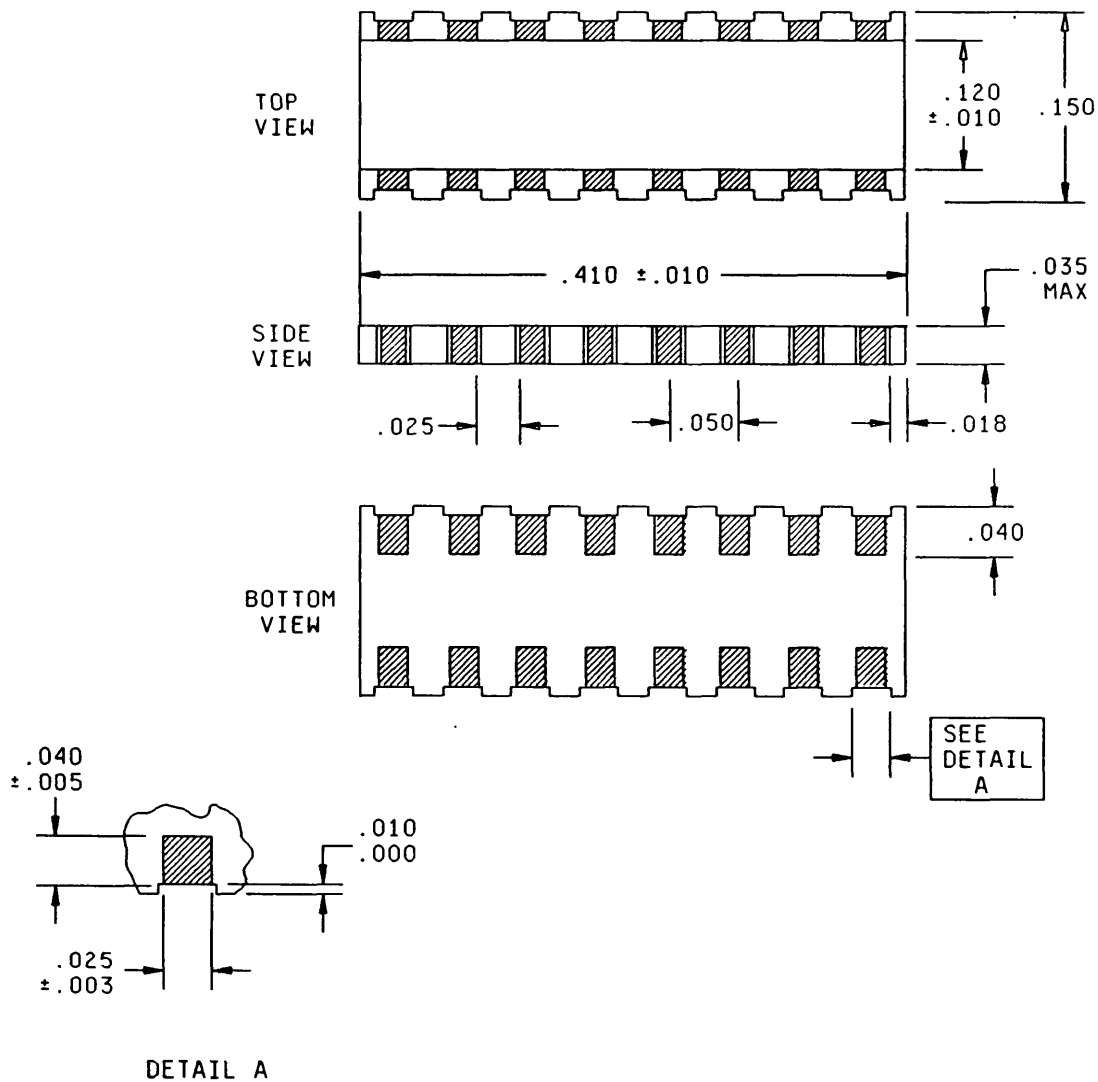 TOP
VIEW
.120
±.010
.150
.410 ±.010
.035
MAX
SIDE
VIEW
.025
.050
.018
.040
BOTTOM
VIEW
SEE
DETAIL
A
.040
±.005
.010
.000
.025
±.003
DETAIL A